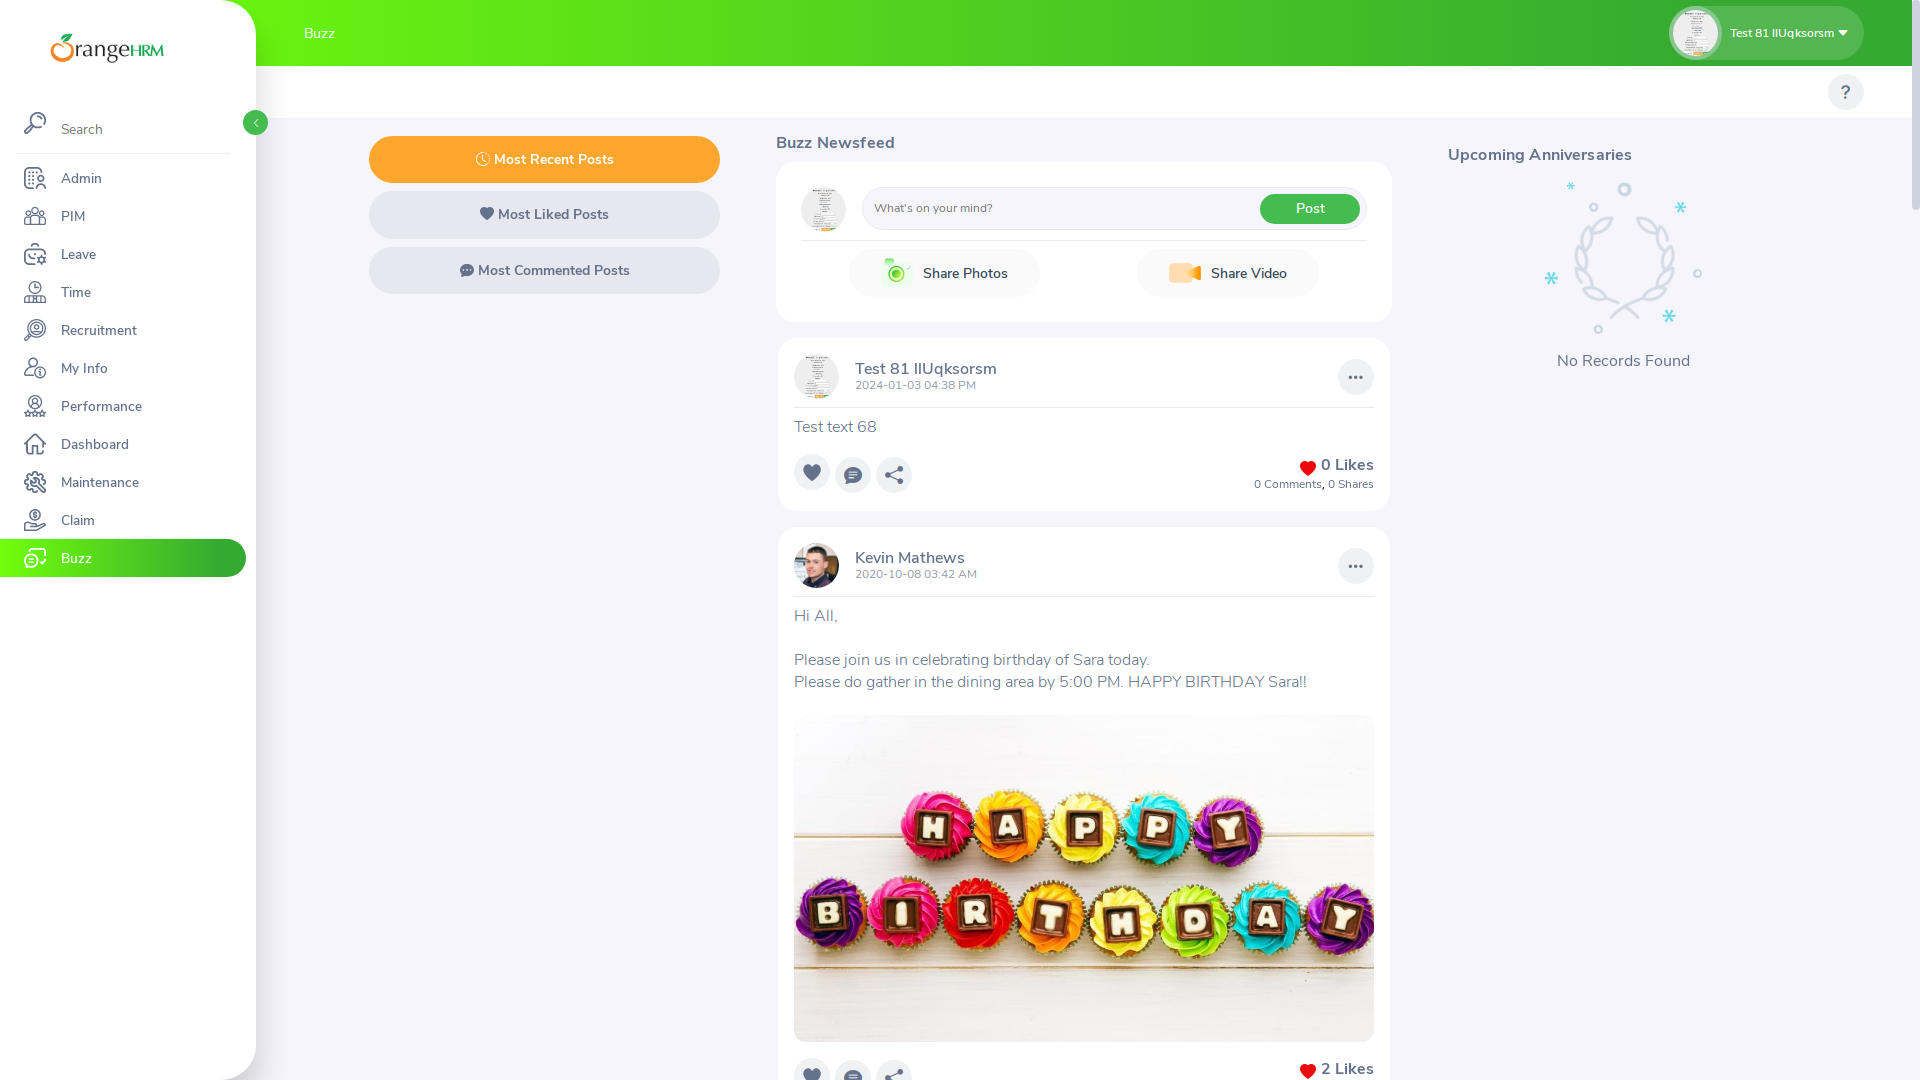 OrangeHRM
Search
Admin
PIM
Leave
Time
Recruitment
My Info
Performance
Dashboard
Maintenance
Claim
Buzz
Buzz
Test 81 llUqksorsm
?
Most Recent Posts
Most Liked Posts
Most Commented Posts
Buzz Newsfeed
What's on your mind?
Post
Share Photos
Share Video
Test 81 llUqksorsm
2024-01-03 04:38 PM
Test text 68
0 Likes
0 Comments, 0 Shares
Kevin Mathews
2020-10-08 03:42 AM
Hi All,
Please join us in celebrating birthday of Sara today.
Please do gather in the dining area by 5:00 PM. HAPPY BIRTHDAY Sara!!
HAPPY
BIRTHDAY
2 Likes
Upcoming Anniversaries
No Records Found